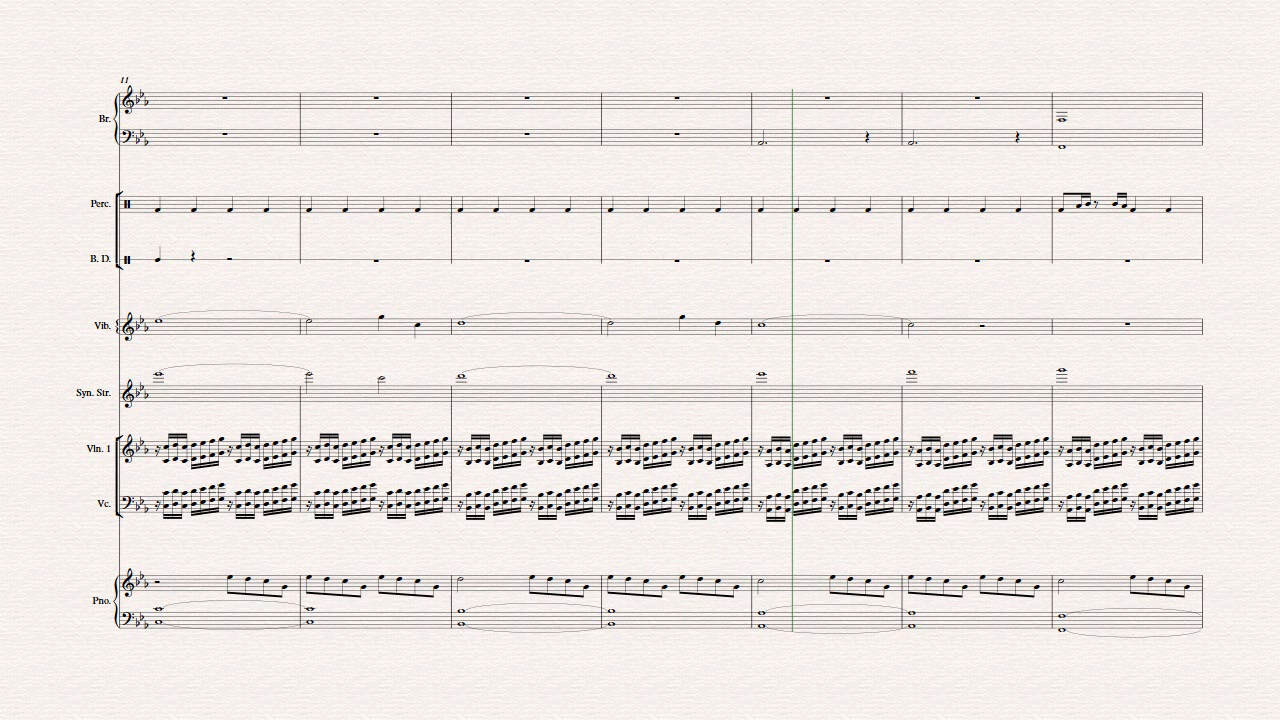 11
Br.
Perc.
B. D.
Vib.
Syn. Str.
Vln. 1
Vc.
Pno.